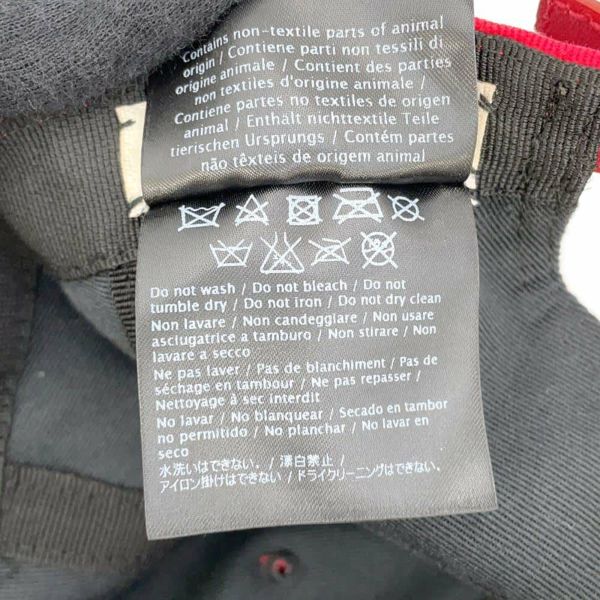 Contains non-textile parts of animal
origin / Contiene parti non tessili di
origine animale / Contient des parties
non textiles d'origine animale /
Contiene partes no textiles de origen
animal / Enthält nichttextile Teile
tierischen Ursprungs / Contém partes
não têxteis de origem animal
Do not wash / Do not bleach / Do not
tumble dry / Do not iron / Do not dry clean
Non lavare / Non candeggiare / Non usare
asciugatrice a tamburo / Non stirare / Non
lavare a secco
Ne pas laver / Pas de blanchiment / Pas de
séchage en tambour / Ne pas repasser /
Nettoyage à sec interdit
No lavar / No blanquear / Secado en tambor
no permitido / No planchar / No lavar en
seco
水洗いはできない。/ 漂白禁止 /
アイロン掛けはできない / ドライクリーニングはできない